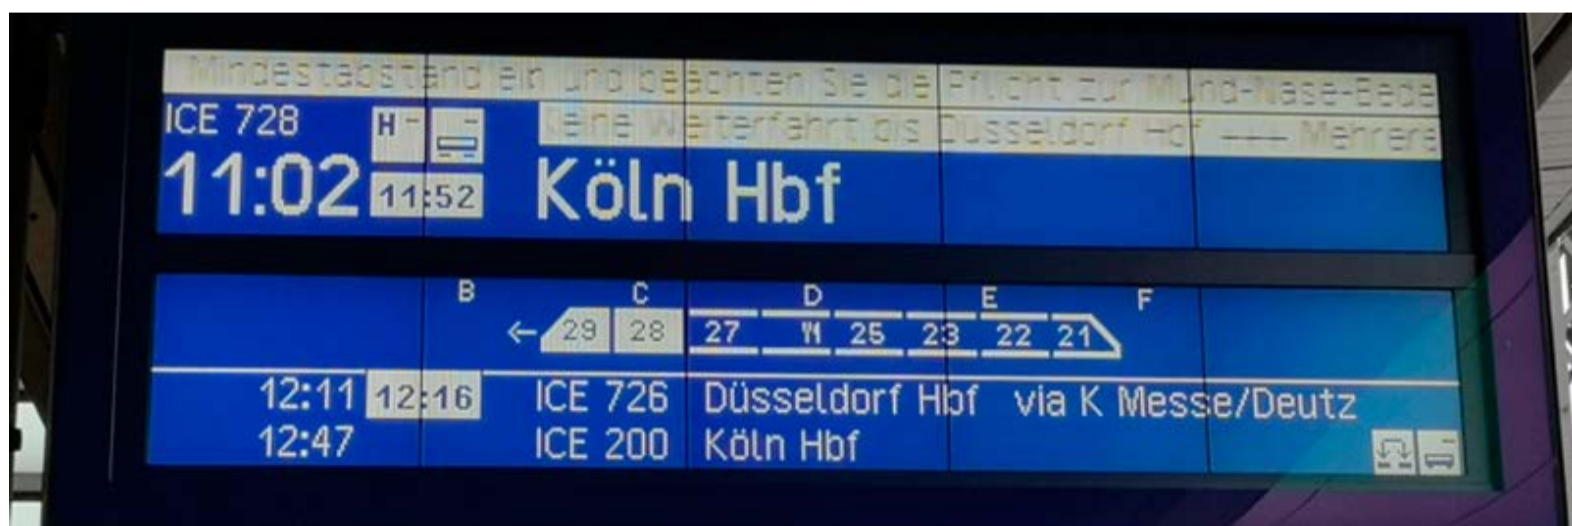 Mindestabstand ein und beachten Sie die Pflicht zur Mund-Nase-Bede
ICE 728 H keine Weiterfahrt bis Düsseldorf Hbf --- Mehrere
11:02 11:52 Köln Hbf
B C D E F
← 29 28 27 25 23 22 21
12:11 12:16 ICE 726 Düsseldorf Hbf via K Messe/Deutz
12:47 ICE 200 Köln Hbf